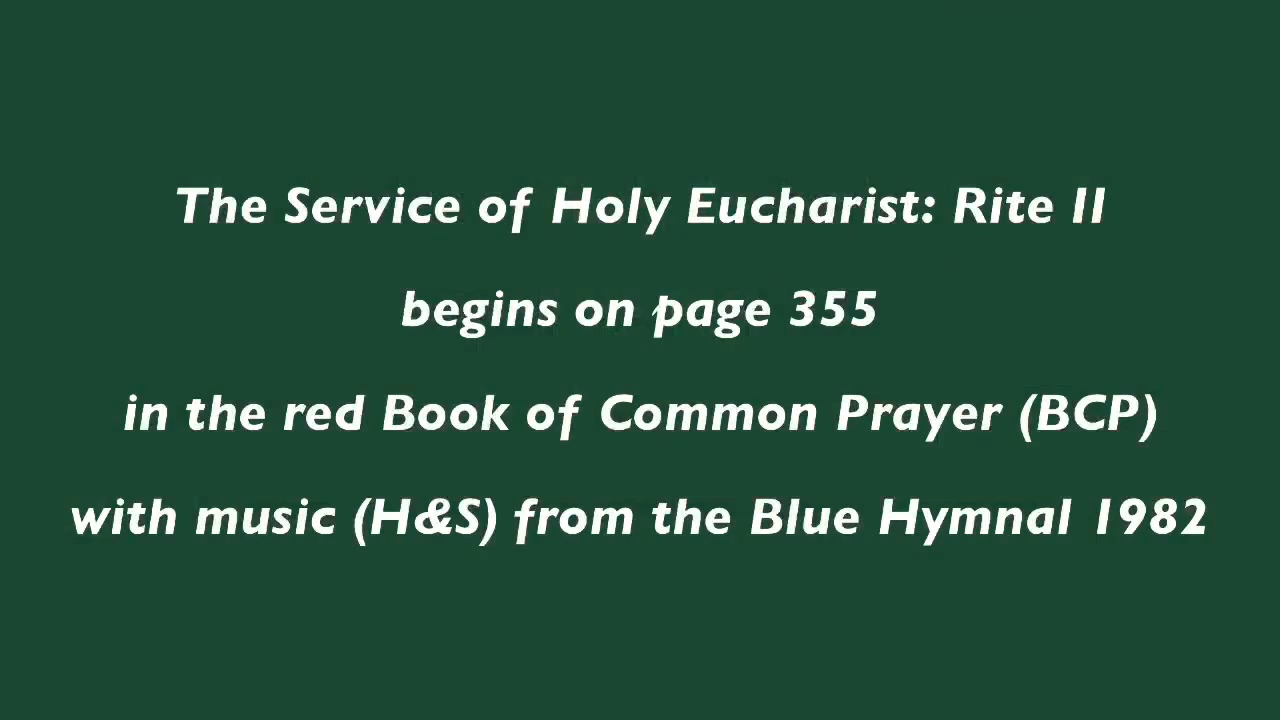 The Service of Holy Eucharist: Rite II
begins on page 355
in the red Book of Common Prayer (BCP)
with music (H&S) from the Blue Hymnal 1982